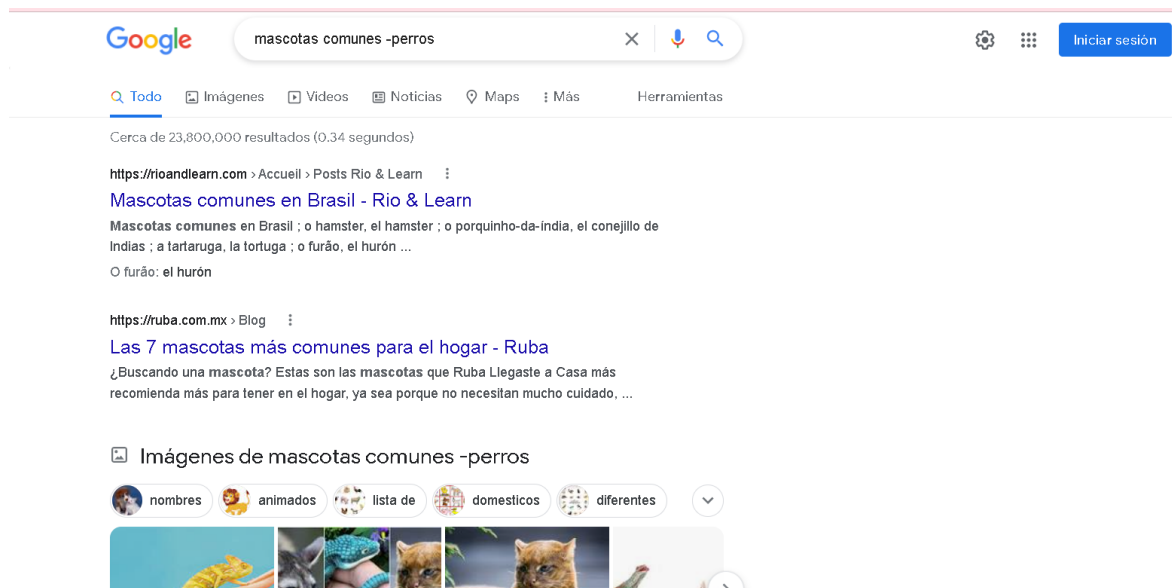 Google
mascotas comunes -perros
Iniciar sesión
Todo Imágenes Videos Noticias Maps Más Herramientas
Cerca de 23,800,000 resultados (0.34 segundos)
https://rioandlearn.com › Accueil › Posts Rio & Learn
Mascotas comunes en Brasil - Rio & Learn
Mascotas comunes en Brasil ; o hamster, el hamster ; o porquinho-da-índia, el conejillo de
Indias ; a tartaruga, la tortuga ; o furão, el hurón ...
O furão: el hurón
https://ruba.com.mx › Blog
Las 7 mascotas más comunes para el hogar - Ruba
¿Buscando una mascota? Estas son las mascotas que Ruba Llegaste a Casa más
recomienda más para tener en el hogar, ya sea porque no necesitan mucho cuidado, ...
Imágenes de mascotas comunes -perros
nombres animados lista de domesticos diferentes